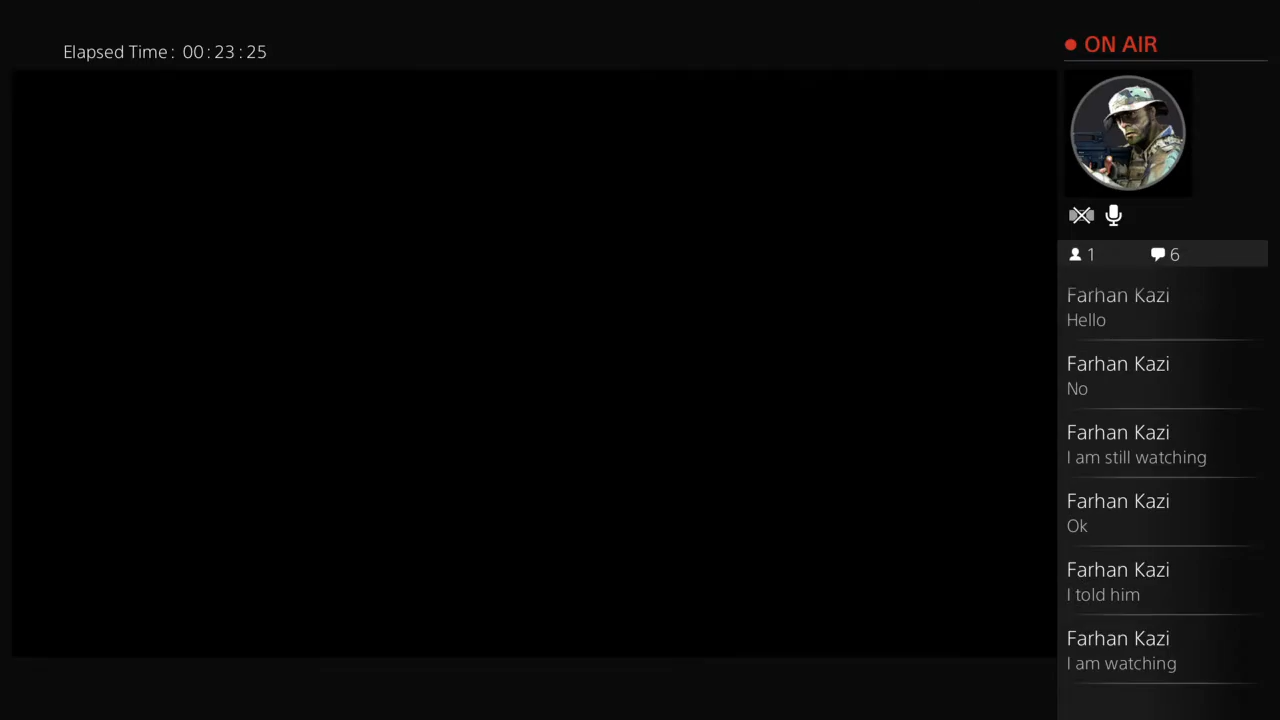 Elapsed Time: 00:23:25
ON AIR
1 6
Farhan Kazi
Hello
Farhan Kazi
No
Farhan Kazi
I am still watching
Farhan Kazi
Ok
Farhan Kazi
I told him
Farhan Kazi
I am watching